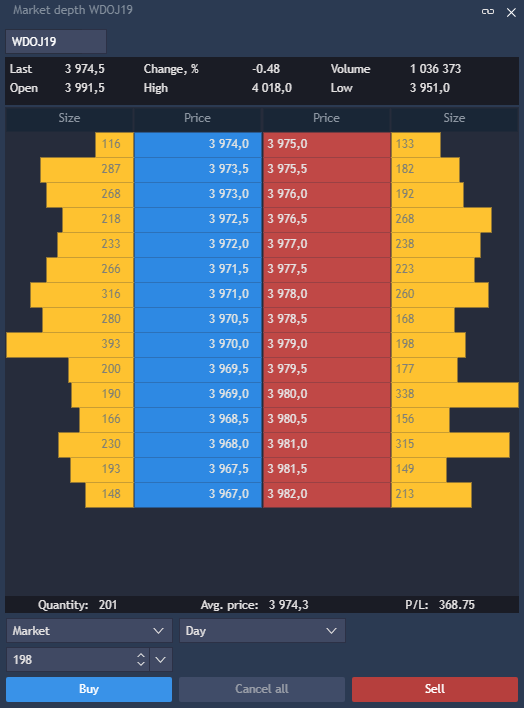 Market depth WDOJ19
WDOJ19
Last 3 974,5 Change, % -0.48 Volume 1 036 373
Open 3 991,5 High 4 018,0 Low 3 951,0
Size Price Price Size
116 3 974,0 3 975,0 133
287 3 973,5 3 975,5 182
268 3 973,0 3 976,0 192
218 3 972,5 3 976,5 268
233 3 972,0 3 977,0 238
266 3 971,5 3 977,5 223
316 3 971,0 3 978,0 260
280 3 970,5 3 978,5 168
393 3 970,0 3 979,0 198
200 3 969,5 3 979,5 177
190 3 969,0 3 980,0 338
166 3 968,5 3 980,5 156
230 3 968,0 3 981,0 315
193 3 967,5 3 981,5 149
148 3 967,0 3 982,0 213
Quantity: 201 Avg. price: 3 974,3 P/L: 368.75
Market Day
198
Buy Cancel all Sell